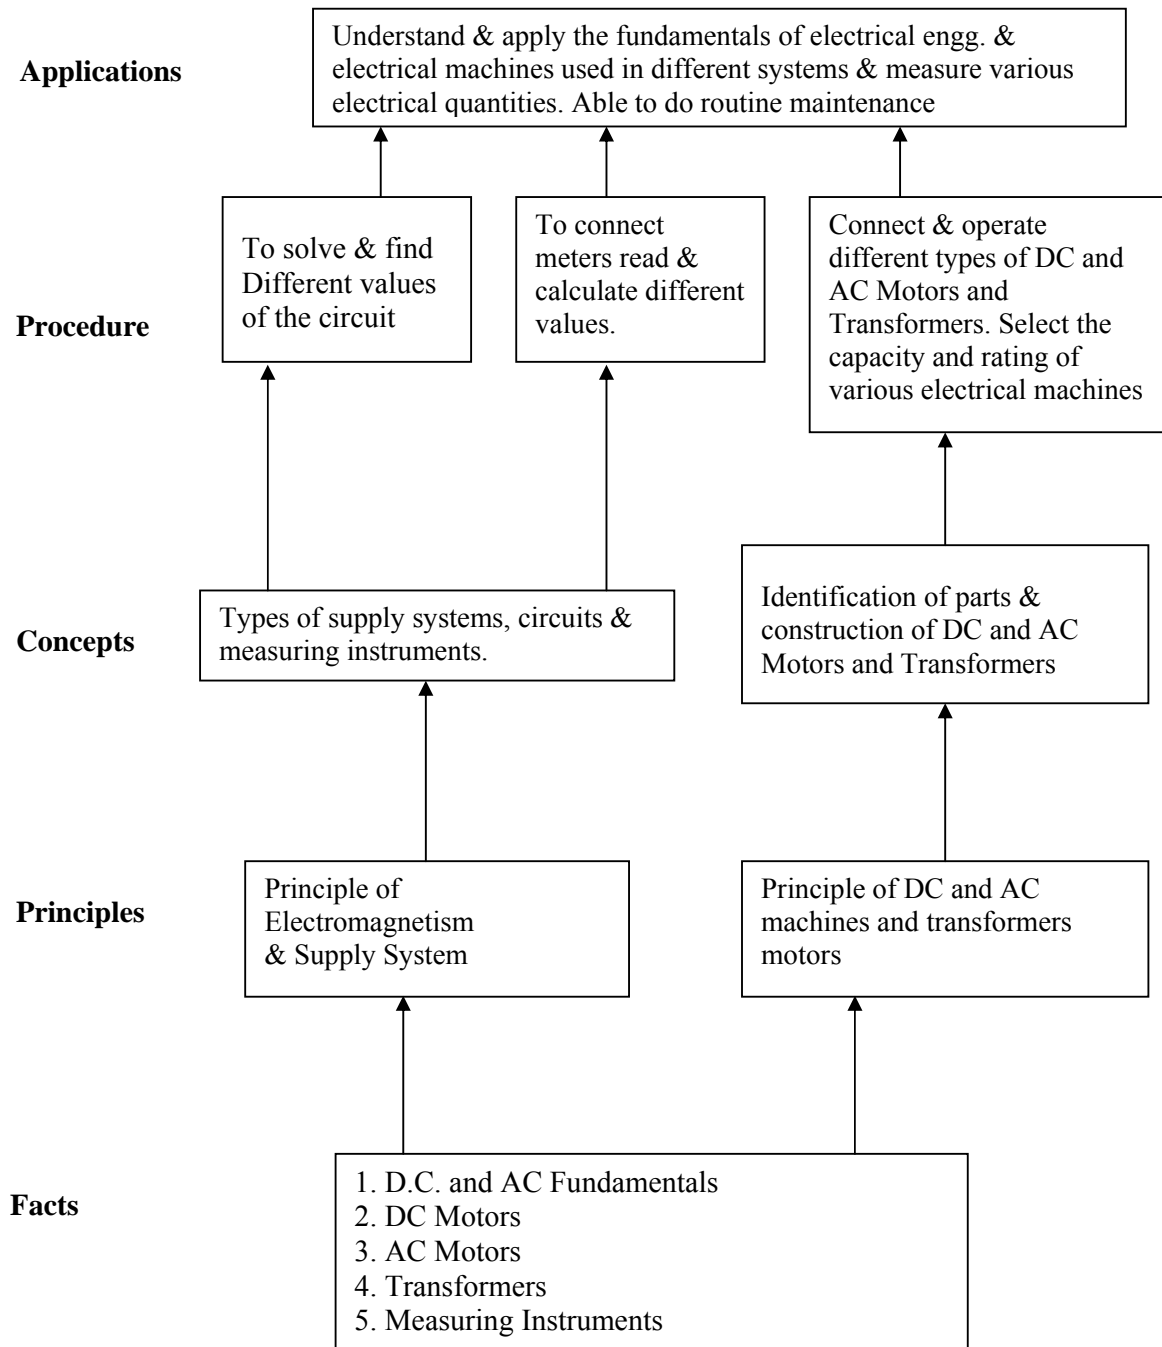 Applications
Understand & apply the fundamentals of electrical engg. &
electrical machines used in different systems & measure various
electrical quantities. Able to do routine maintenance
Procedure
To solve & find
Different values
of the circuit
To connect
meters read &
calculate different
values.
Connect & operate
different types of DC and
AC Motors and
Transformers. Select the
capacity and rating of
various electrical machines
Concepts
Types of supply systems, circuits &
measuring instruments.
Identification of parts &
construction of DC and AC
Motors and Transformers
Principles
Principle of
Electromagnetism
& Supply System
Principle of DC and AC
machines and transformers
motors
Facts
1. D.C. and AC Fundamentals
2. DC Motors
3. AC Motors
4. Transformers
5. Measuring Instruments